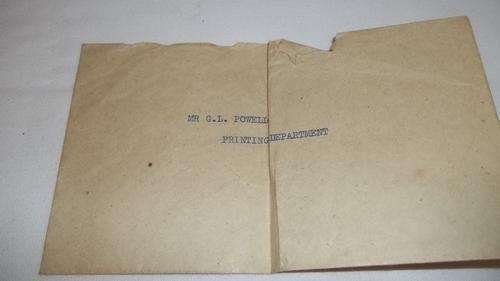 MR G.L. POWELL
PRINTING DEPARTMENT